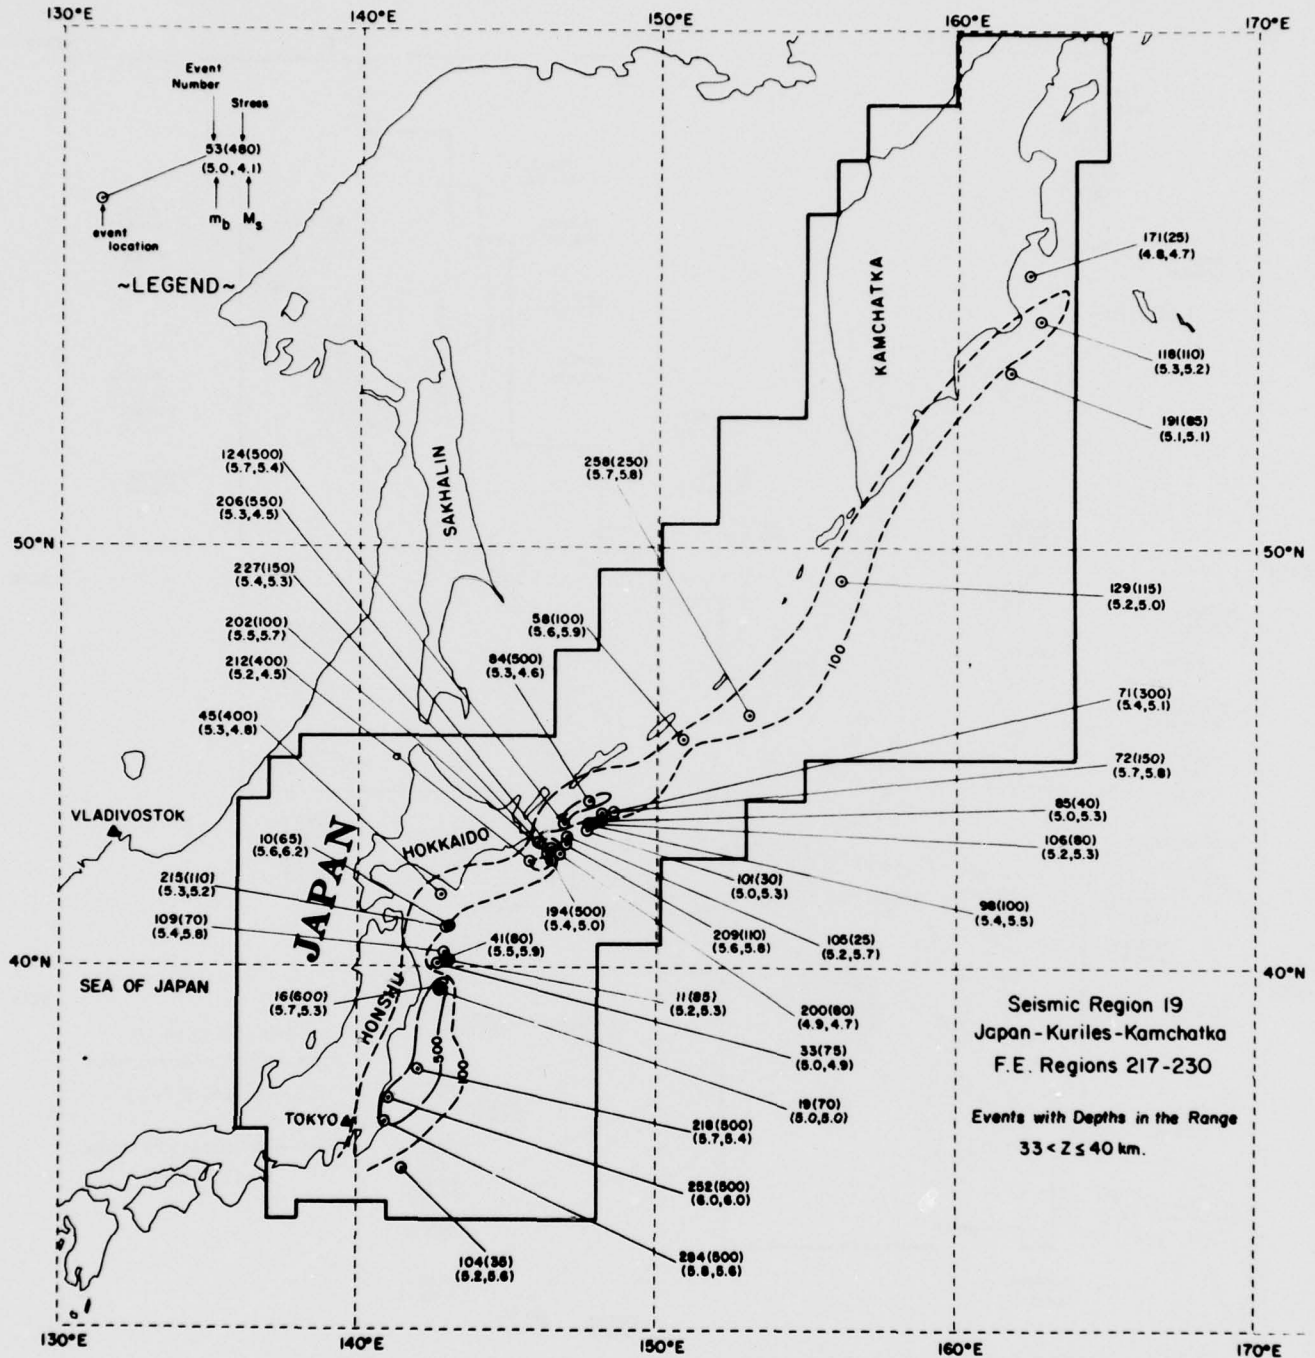 130°E
140°E
150°E
160°E
170°E
Event
Number
Stress
53(480)
(5.0, 4.1)
mb Ms
event
location
~LEGEND~
KAMCHATKA
171(25)
(4.8,4.7)
118(110)
(5.3,5.2)
191(85)
(5.1,5.1)
SAKHALIN
124(500)
(5.7,5.4)
258(250)
(5.7,5.8)
206(550)
(5.3,4.5)
50°N
50°N
227(150)
(5.4,5.3)
129(115)
(5.2,5.0)
202(100)
(5.5,5.7)
58(100)
(5.6,5.9)
100
212(400)
(5.2,4.5)
84(500)
(5.3,4.6)
71(300)
(5.4,5.1)
45(400)
(5.3,4.8)
72(150)
(5.7,5.8)
VLADIVOSTOK
85(40)
(5.0,5.3)
10(65)
(5.6,6.2)
HOKKAIDO
106(80)
(5.2,5.3)
JAPAN
215(110)
(5.3,5.2)
101(30)
(5.0,5.3)
98(100)
(5.4,5.5)
109(70)
(5.4,5.8)
194(500)
(5.4,5.0)
41(80)
(5.5,5.9)
209(110)
(5.6,5.8)
105(25)
(5.2,5.7)
40°N
40°N
SEA OF JAPAN
16(600)
(5.7,5.3)
HONSHU
11(85)
(5.2,5.3)
200(60)
(4.9,4.7)
Seismic Region 19
Japan-Kuriles-Kamchatka
F.E. Regions 217-230
33(75)
(5.0,4.9)
500
100
TOKYO
19(70)
(5.0,5.0)
Events with Depths in the Range
33 < Z ≤ 40 km.
218(500)
(5.7,5.4)
252(500)
(6.0,6.0)
104(35)
(5.2,5.6)
284(500)
(5.8,5.6)
130°E
140°E
150°E
160°E
170°E